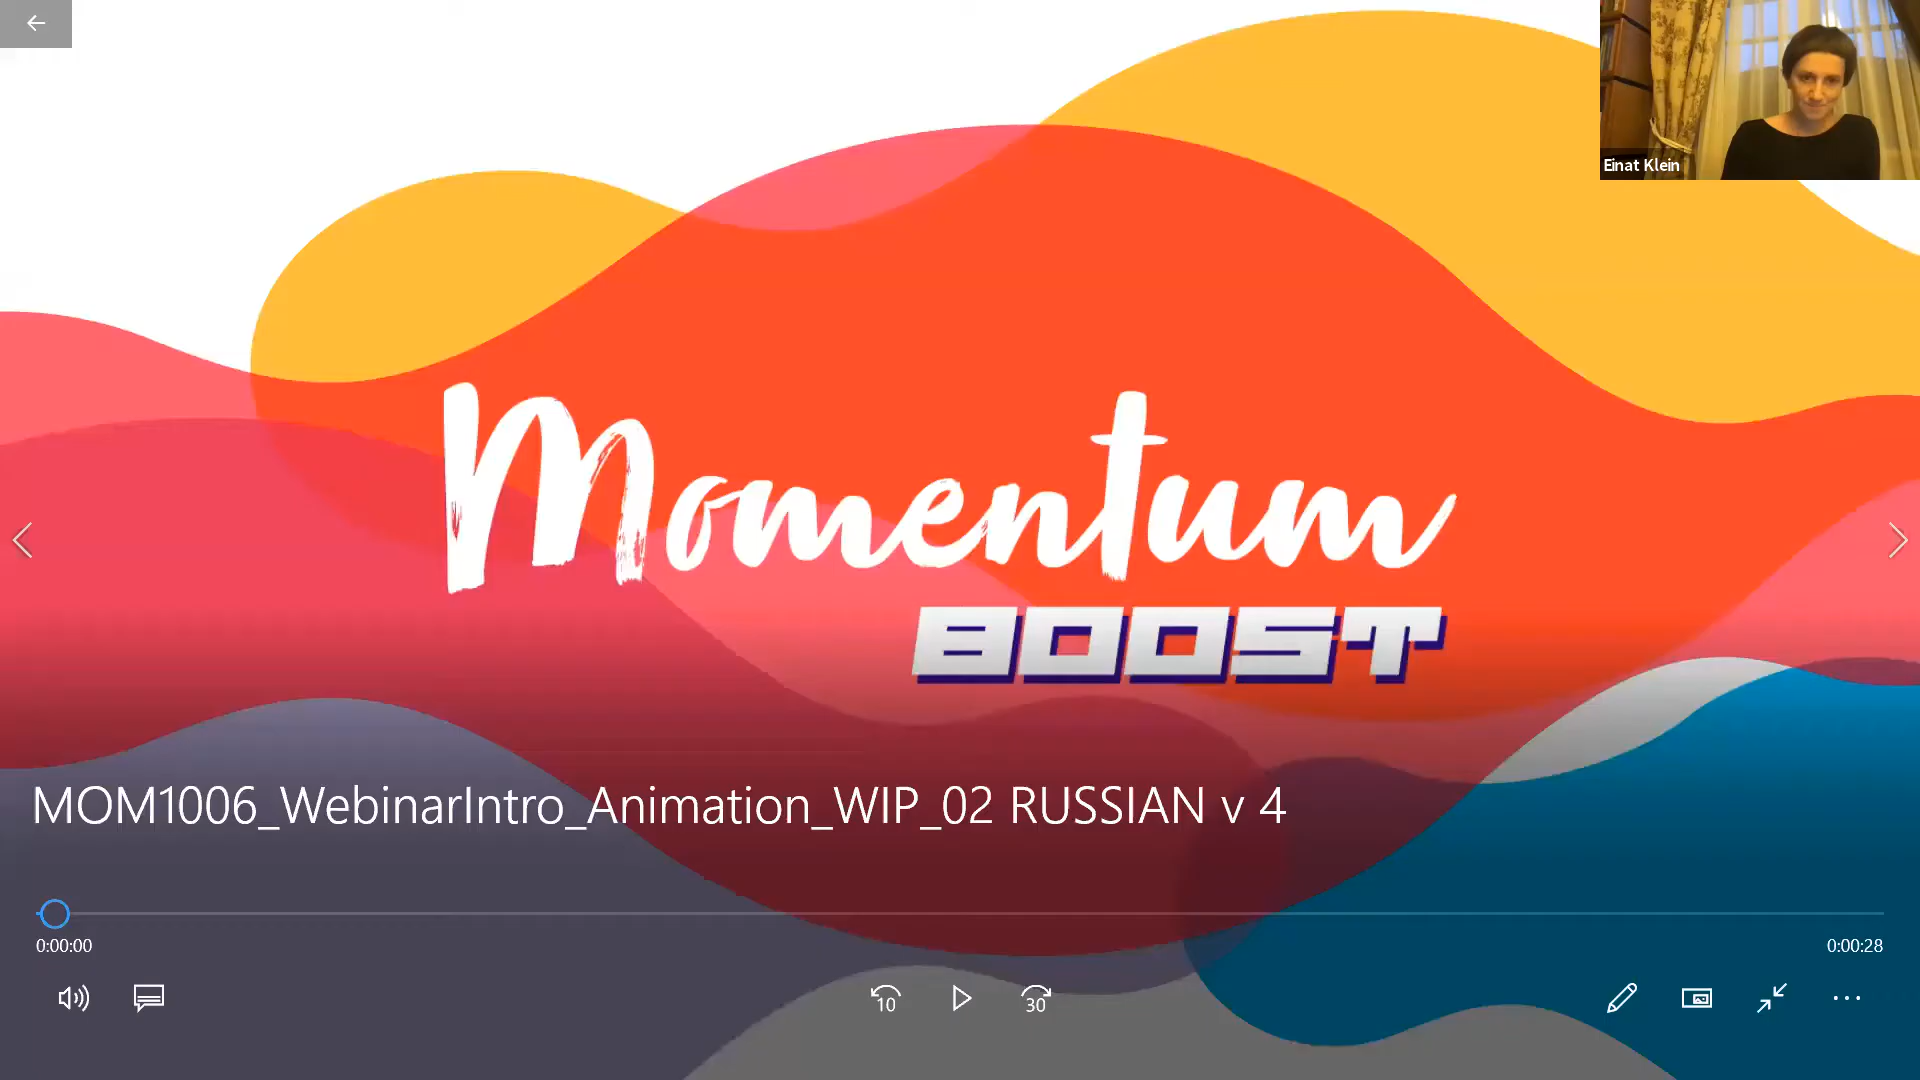 Einat Klein
Momentum
BOOST
MOM1006_WebinarIntro_Animation_WIP_02 RUSSIAN v 4
0:00:00
0:00:28
10
30